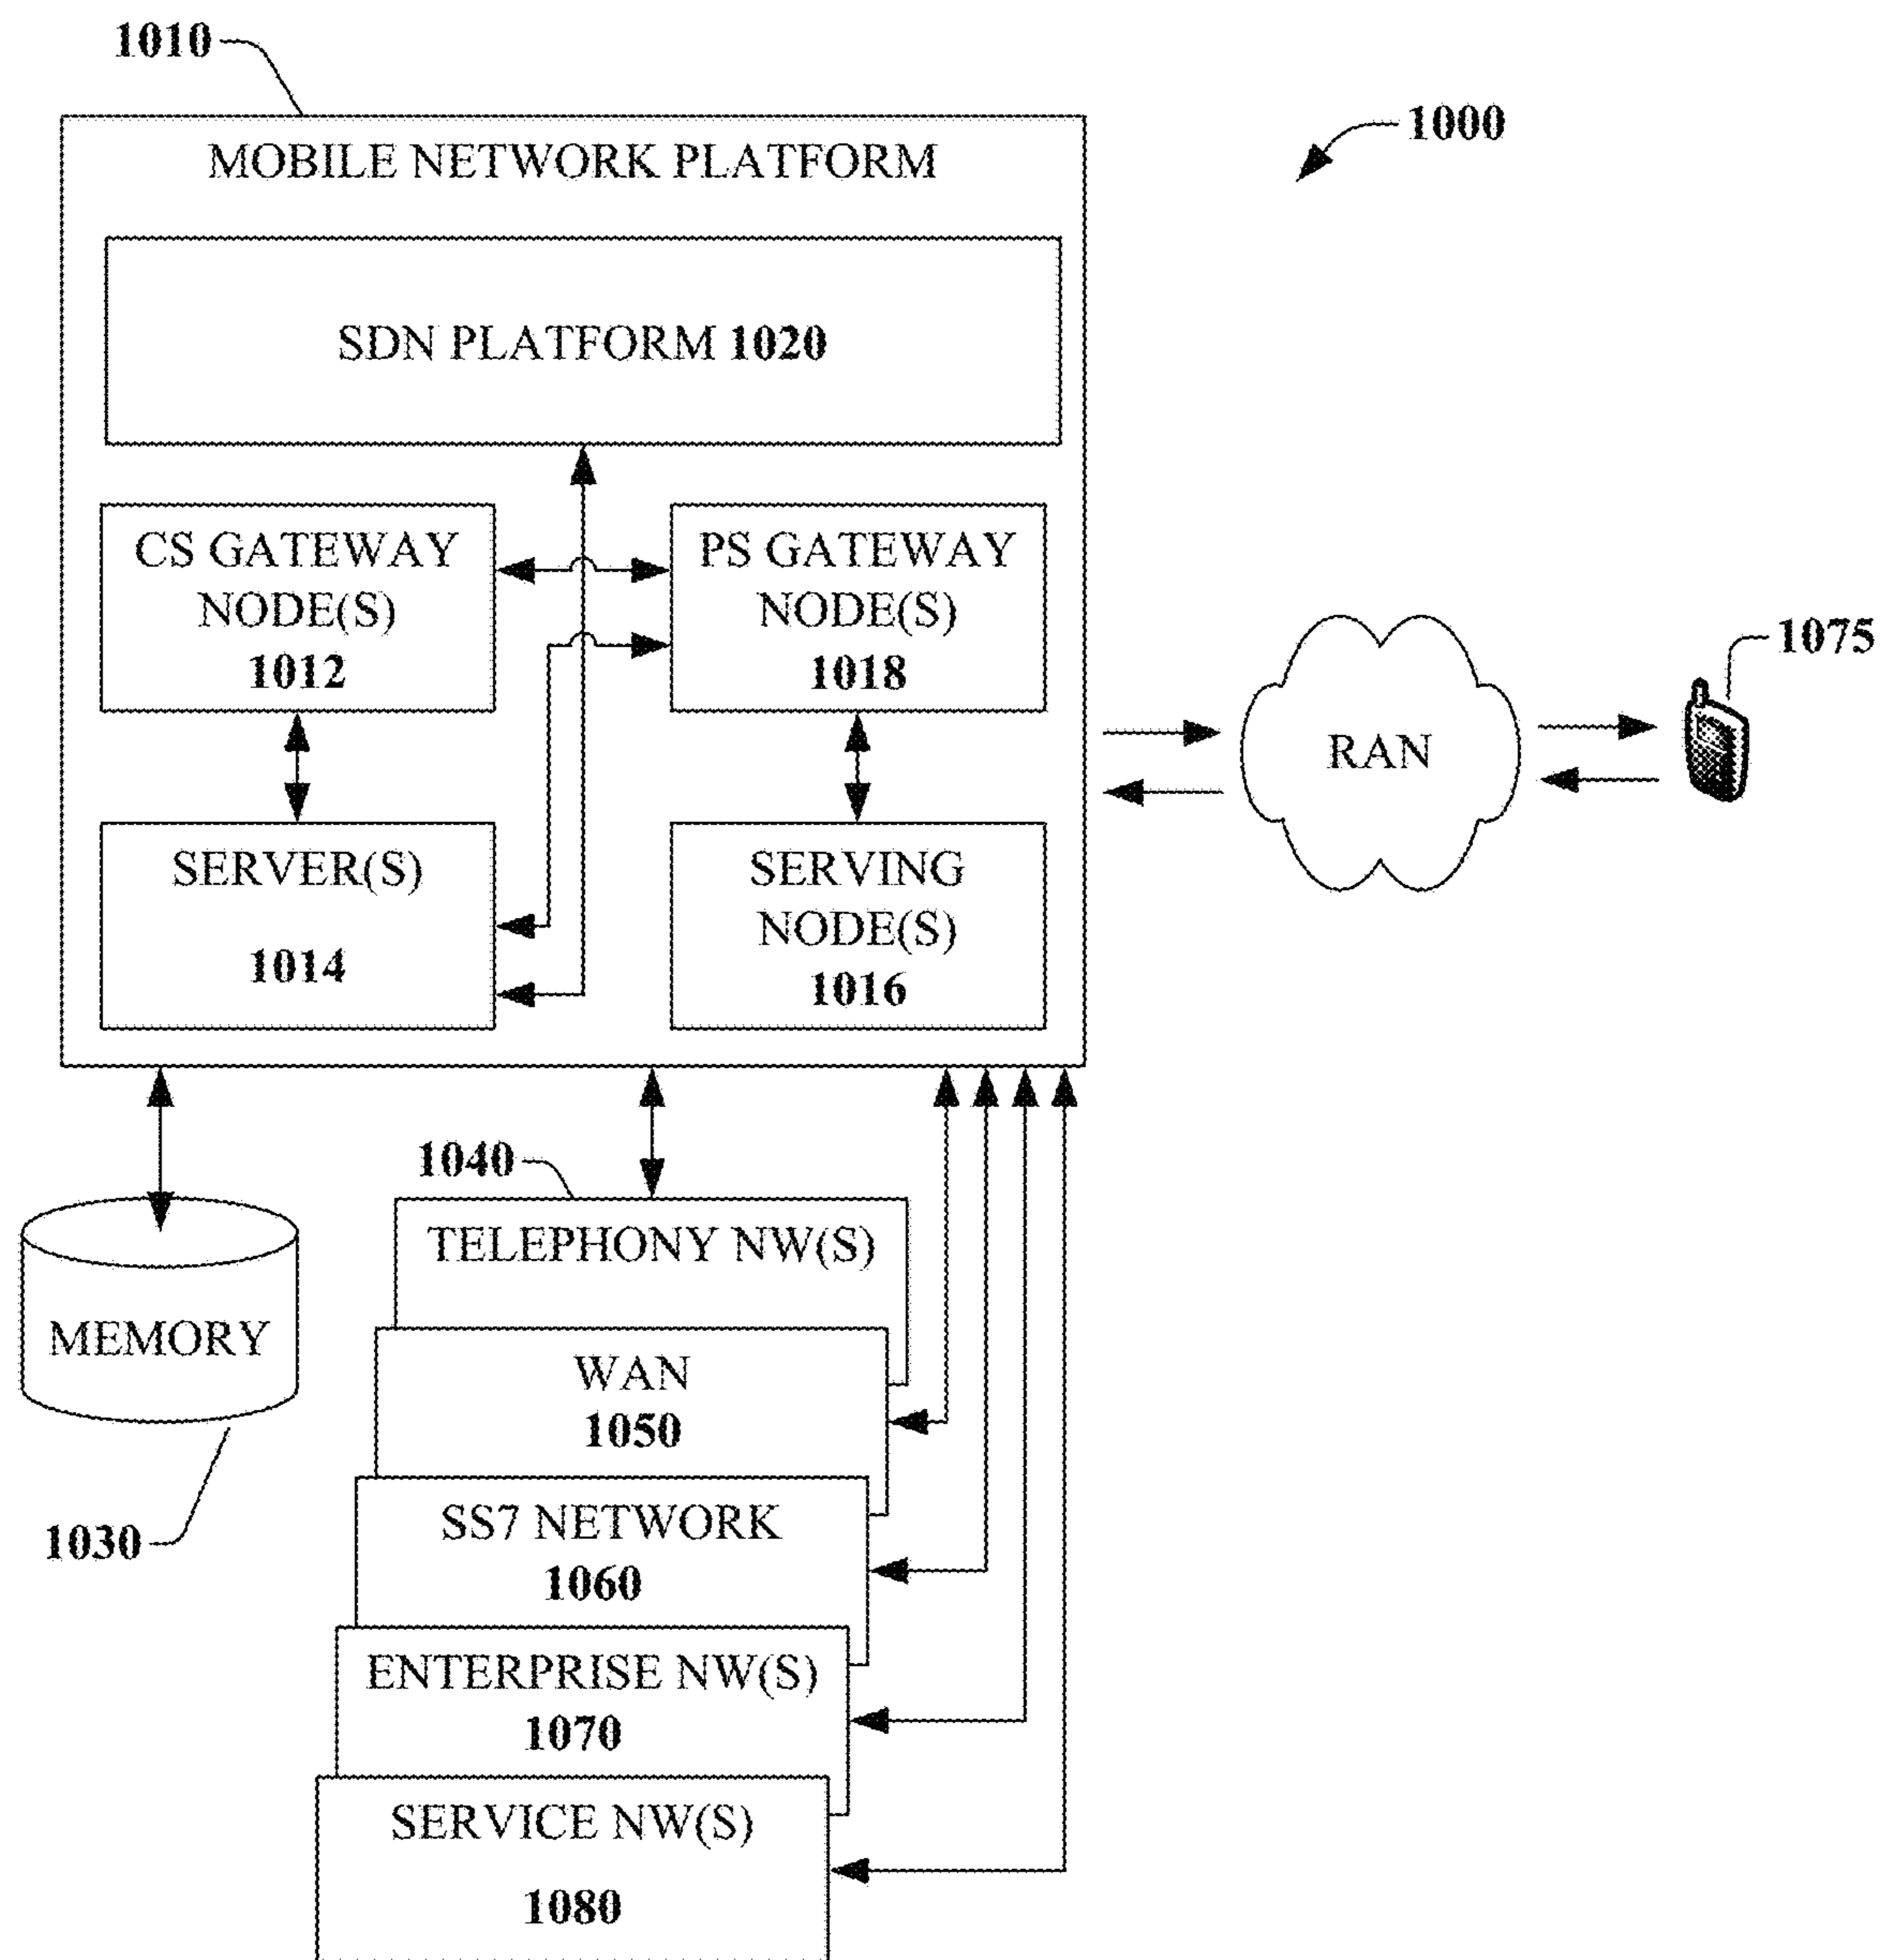 1010
1000
MOBILE NETWORK PLATFORM
SDN PLATFORM 1020
CS GATEWAY
NODE(S)
1012
PS GATEWAY
NODE(S)
1018
SERVER(S)
1014
SERVING
NODE(S)
1016
RAN
1075
1040
TELEPHONY NW(S)
MEMORY
1030
WAN
1050
SS7 NETWORK
1060
ENTERPRISE NW(S)
1070
SERVICE NW(S)
1080